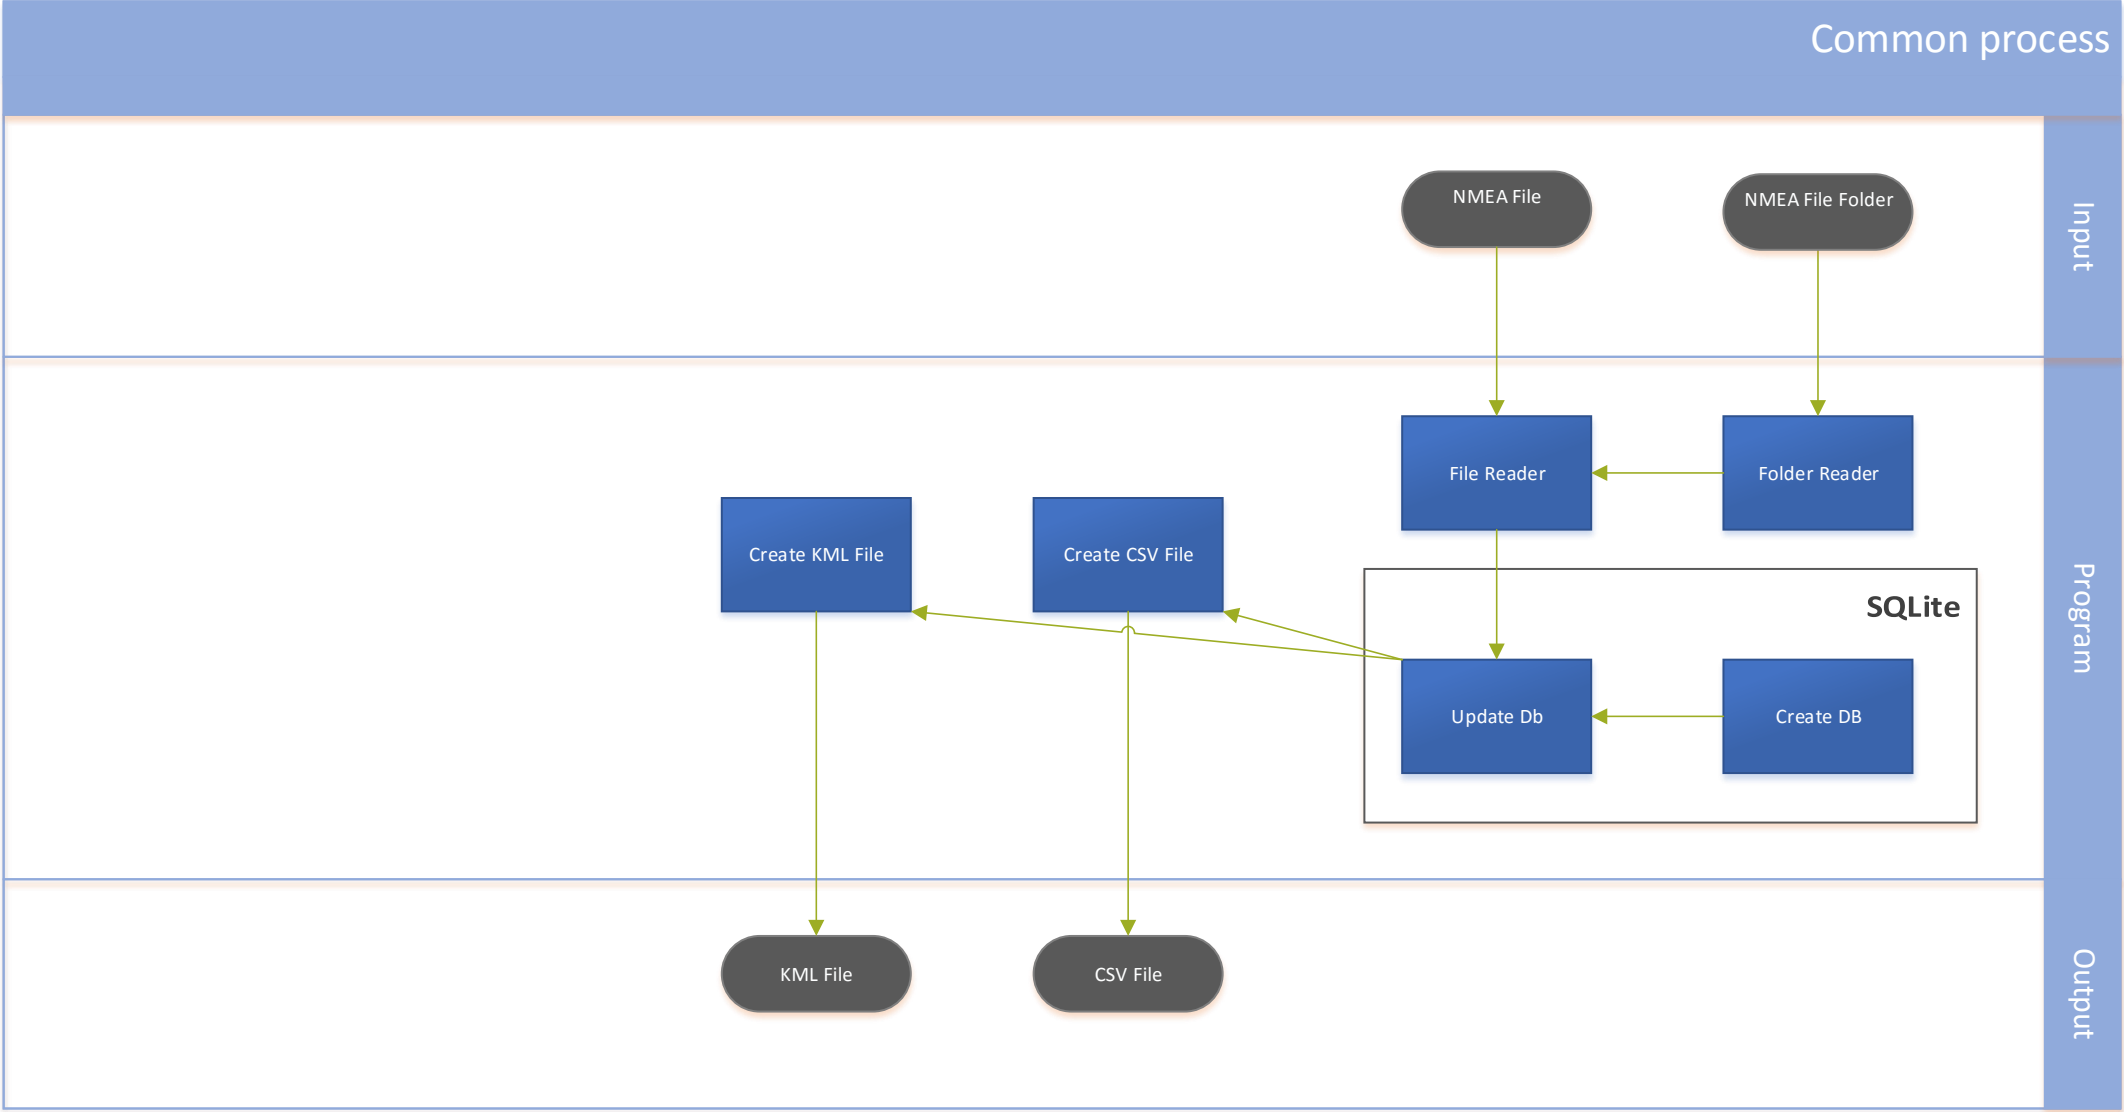 Common process
Input
NMEA File
NMEA File Folder
Program
File Reader
Folder Reader
Create KML File
Create CSV File
SQLite
Update Db
Create DB
Output
KML File
CSV File